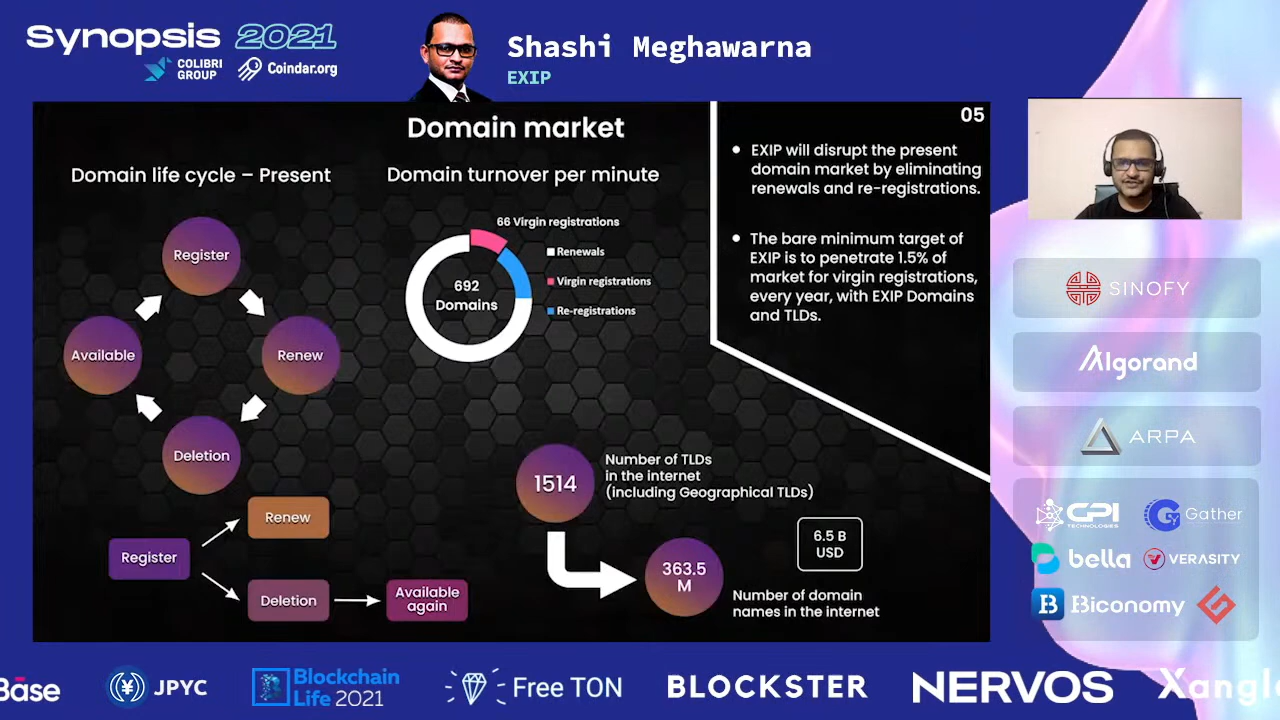 Synopsis 2021
COLIBRI
GROUP
Coindar.org
Shashi Meghawarna
EXIP
05
Domain market
Domain life cycle – Present
Register
Renew
Deletion
Available
Domain turnover per minute
66 Virgin registrations
692
Domains
Renewals
Virgin registrations
Re-registrations
EXIP will disrupt the present
domain market by eliminating
renewals and re-registrations.
The bare minimum target of
EXIP is to penetrate 1.5% of
market for virgin registrations,
every year, with EXIP Domains
and TLDs.
Register
Renew
Deletion
Available
again
1514
Number of TLDs
in the internet
(including Geographical TLDs)
363.5
M
6.5 B
USD
Number of domain
names in the internet
SINOFY
Algorand
ARPA
CPI
TECHNOLOGIES
Gather
bella
VERASITY
Biconomy
Base
JPYC
Blockchain
Life 2021
Free TON
BLOCKSTER
NERVOS
Xangle